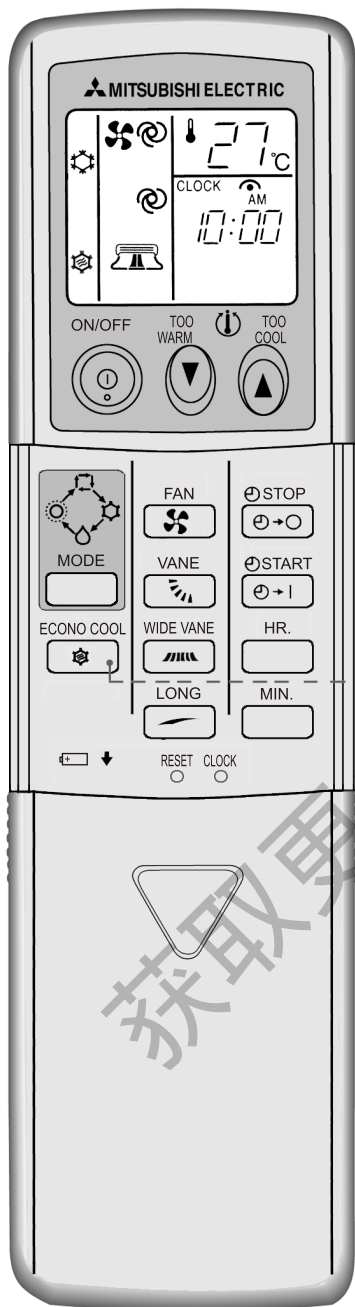 MITSUBISHI ELECTRIC
27°C
CLOCK AM
10:00
ON/OFF TOO WARM TOO COOL
MODE
FAN
STOP
VANE
START
ECONO COOL
WIDE VANE
HR.
LONG
MIN.
RESET CLOCK
获取更